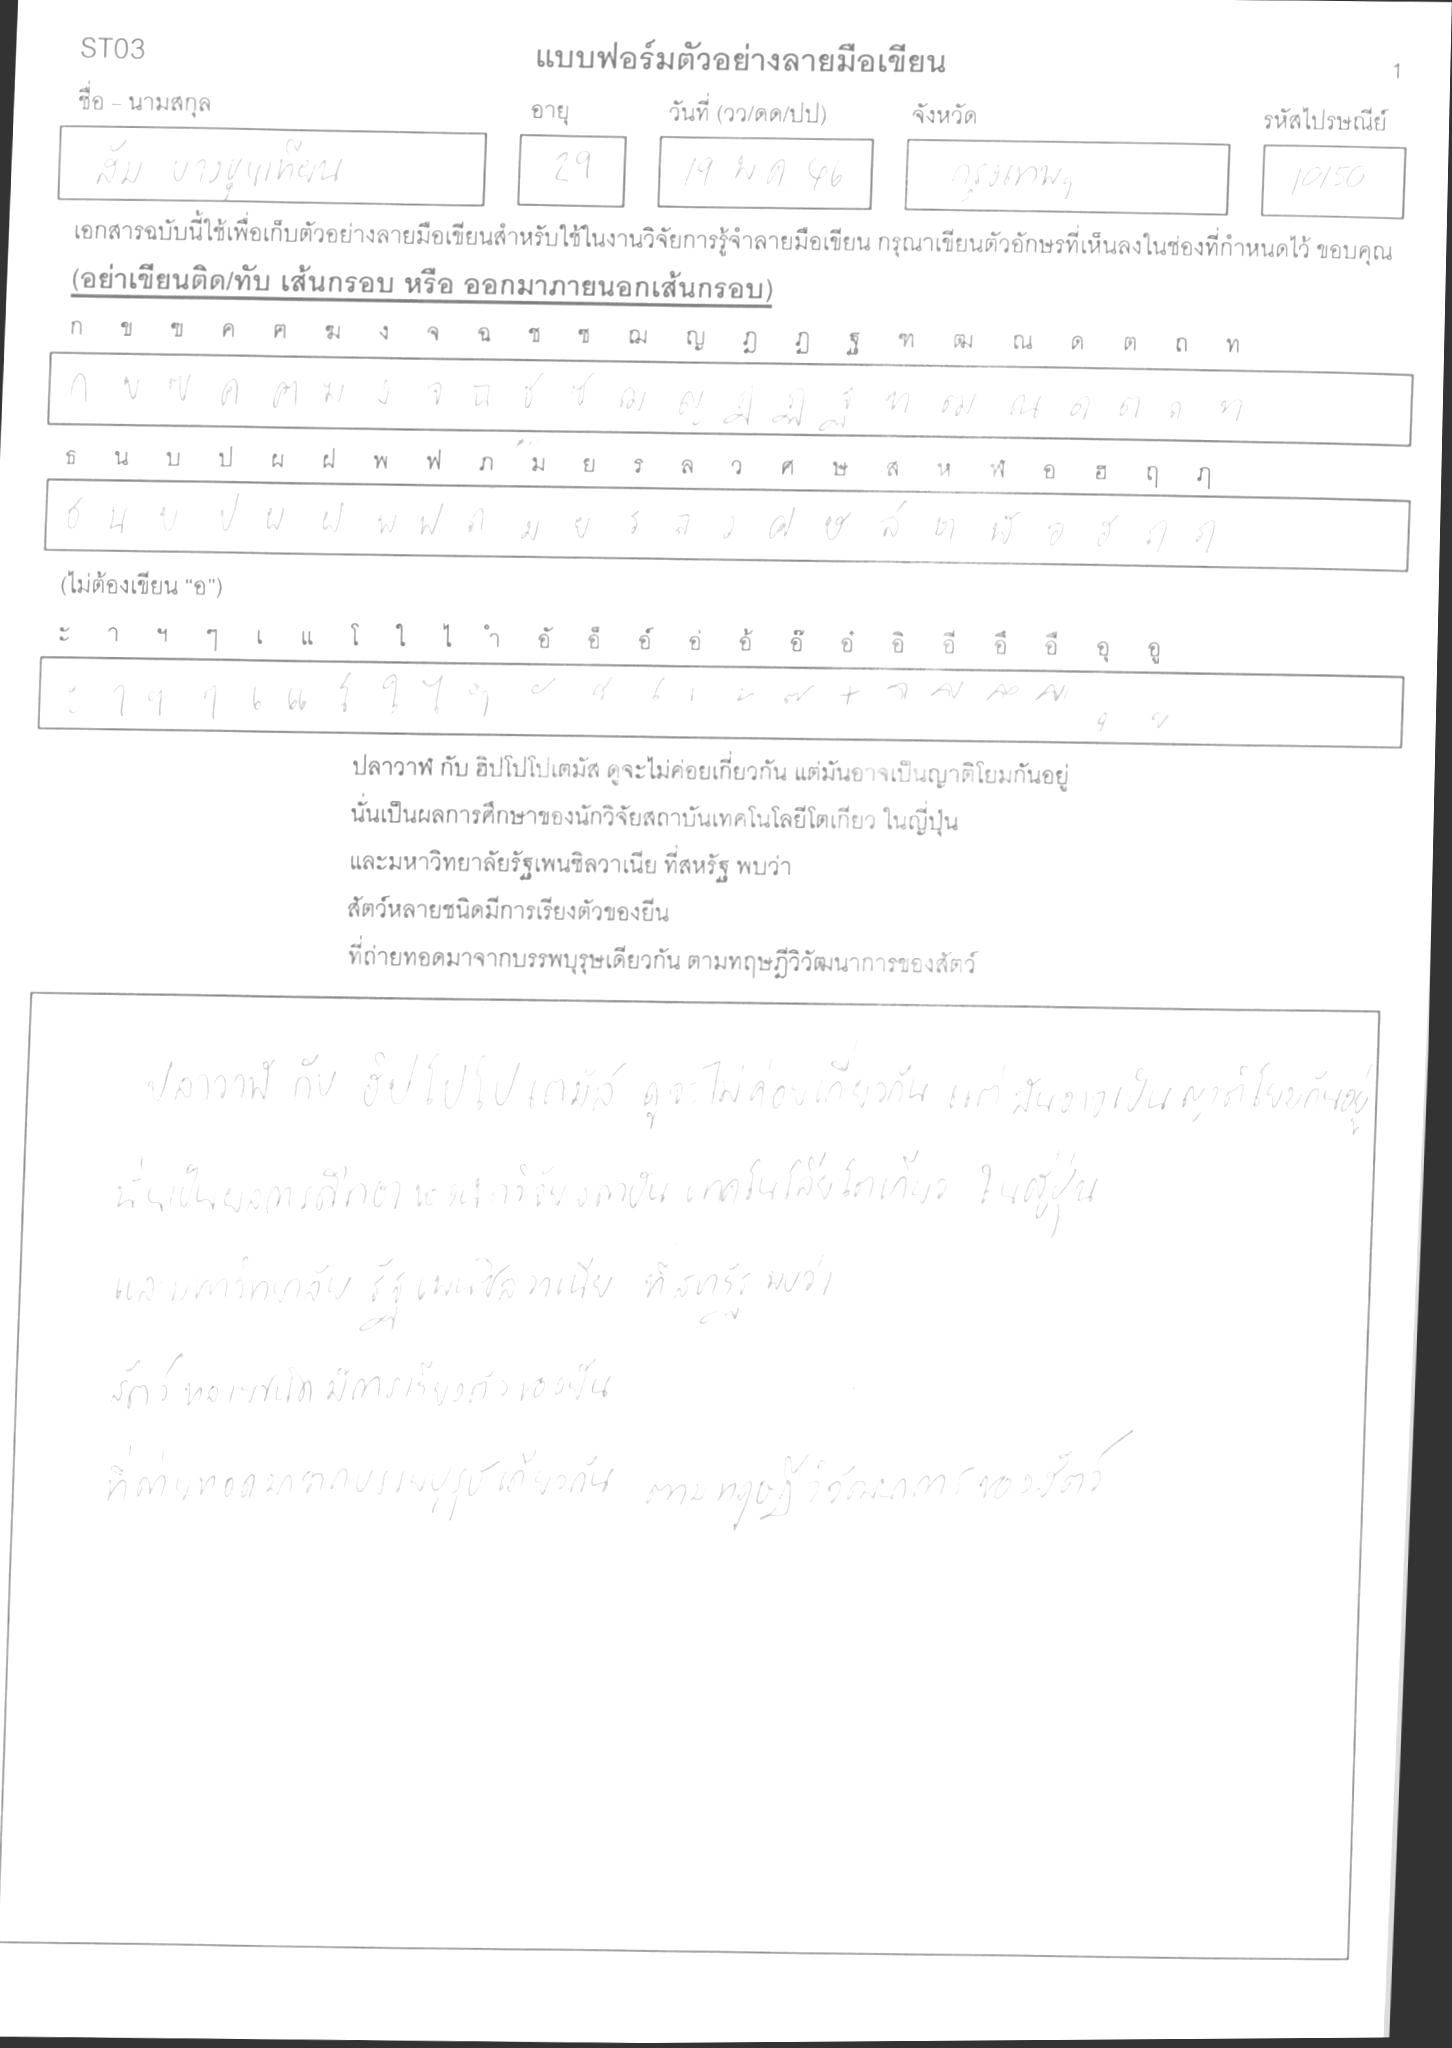 ST03
แบบฟอร์มตัวอย่างลายมือเขียน
1
ชื่อ – นามสกุล อายุ วันที่ (วว/ดด/ปป) จังหวัด รหัสไปรษณีย์
ส้ม บางขุนเทียน 29 19 พ ค 46 กรุงเทพฯ 10150
เอกสารฉบับนี้ใช้เพื่อเก็บตัวอย่างลายมือเขียนสำหรับใช้ในงานวิจัยการรู้จำลายมือเขียน กรุณาเขียนตัวอักษรที่เห็นลงในช่องที่กำหนดไว้ ขอบคุณ
(อย่าเขียนติด/ทับ เส้นกรอบ หรือ ออกมาภายนอกเส้นกรอบ)
ก ข ฃ ค ฅ ฆ ง จ ฉ ช ซ ฌ ญ ฎ ฏ ฐ ฑ ฒ ณ ด ต ถ ท
ก ข ฃ ค ฅ ฆ ง จ ฉ ช ซ ฌ ญ ฎ ฏ ฐ ฑ ฒ ณ ด ต ถ ท
ธ น บ ป ผ ฝ พ ฟ ภ ม ย ร ล ว ศ ษ ส ห ฬ อ ฮ ฤ ฦ
ธ น บ ป ผ ฝ พ ฟ ภ ม ย ร ล ว ศ ษ ส ห ฬ อ ฮ ฤ ฦ
(ไม่ต้องเขียน “อ”)
ะ า ฯ ๆ เ แ โ ใ ไ ำ อั อ็ อ์ อ่ อ้ อ๊ อ๋ อิ อี อึ อื อุ อู
ะ า ฯ ๆ เ แ โ ใ ไ ำ ั ็ ์ ่ ้ ๊ ๋ ิ ี ึ ื ุ ู
ปลาวาฬ กับ ฮิปโปโปเตมัส ดูจะไม่ค่อยเกี่ยวกัน แต่มันอาจเป็นญาติโยมกันอยู่
นั่นเป็นผลการศึกษาของนักวิจัยสถาบันเทคโนโลยีโตเกียว ในญี่ปุ่น
และมหาวิทยาลัยรัฐเพนซิลวาเนีย ที่สหรัฐ พบว่า
สัตว์หลายชนิดมีการเรียงตัวของยีน
ที่ถ่ายทอดมาจากบรรพบุรุษเดียวกัน ตามทฤษฎีวิวัฒนาการของสัตว์
ปลาวาฬ กับ ฮิปโปโปเตมัส ดูจะไม่ค่อยเกี่ยวกัน แต่มันอาจเป็นญาติโยมกันอยู่
นั่นเป็นผลการศึกษาของนักวิจัยสถาบัน เทคโนโลยีโตเกียว ในญี่ปุ่น
และมหาวิทยาลัย รัฐเพนซิลวาเนีย ที่สหรัฐ พบว่า
สัตว์ หลายชนิด มีการเรียงตัวของยีน
ที่ถ่ายทอดมาจากบรรพบุรุษเดียวกัน ตามทฤษฎีวิวัฒนาการของสัตว์